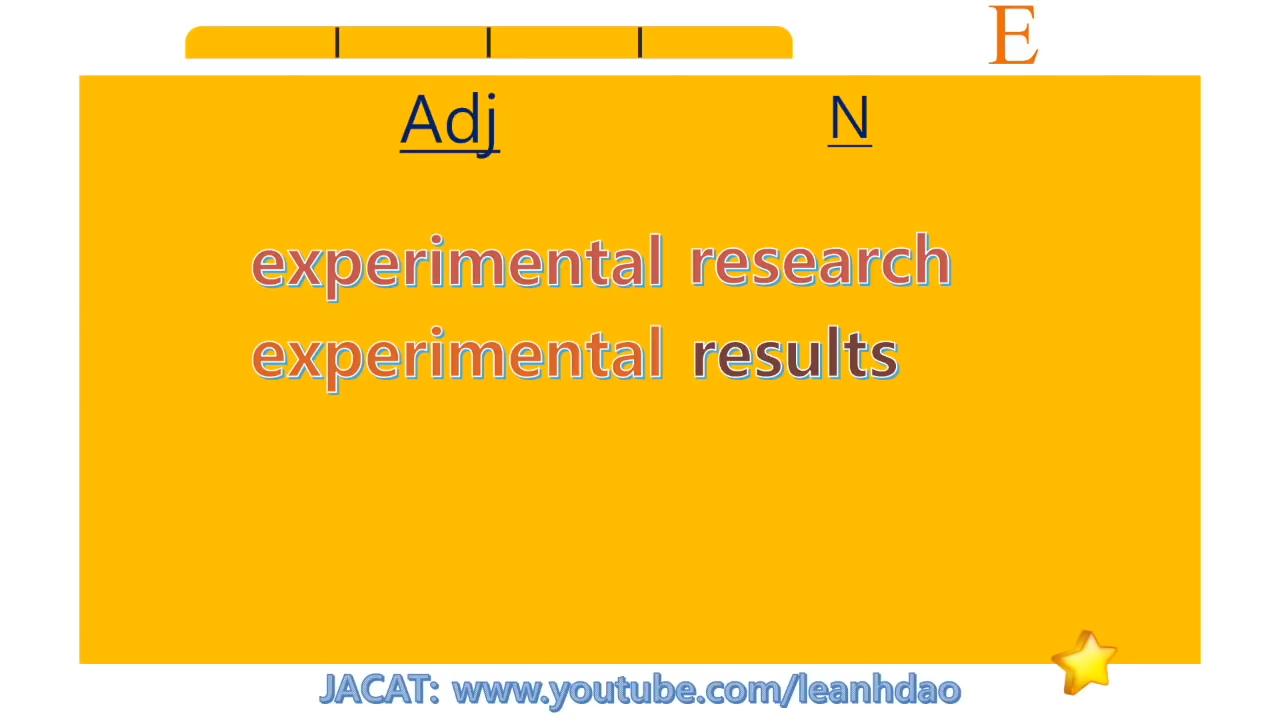 E
Adj N
experimental research
experimental results
JACAT: www.youtube.com/leanhdao